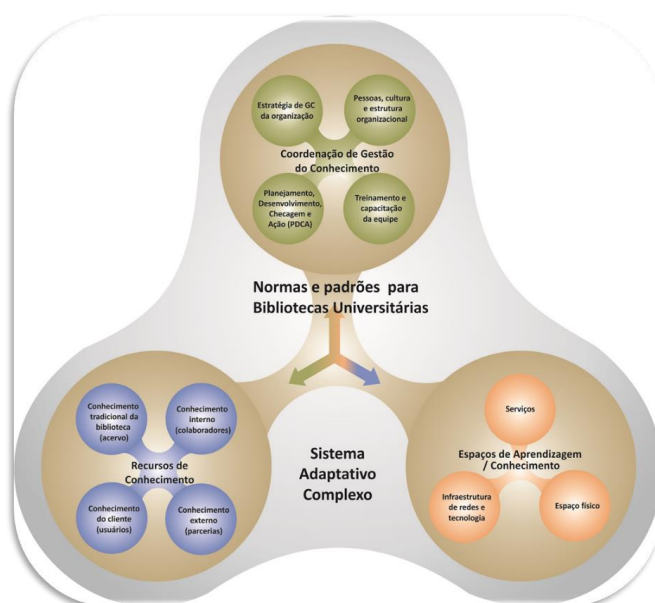 Estratégia de GC
da organização
Pessoas, cultura
e estrutura
organizacional
Coordenação de Gestão
do Conhecimento
Planejamento,
Desenvolvimento,
Checagem e
Ação (PDCA)
Treinamento e
capacitação
da equipe
Normas e padrões para
Bibliotecas Universitárias
Conhecimento
tradicional da
biblioteca
(acervo)
Conhecimento
interno
(colaboradores)
Recursos de
Conhecimento
Conhecimento
do cliente
(usuários)
Conhecimento
externo
(parcerias)
Sistema
Adaptativo
Complexo
Serviços
Espaços de Aprendizagem
/ Conhecimento
Infraestrutura
de redes e
tecnologia
Espaço físico